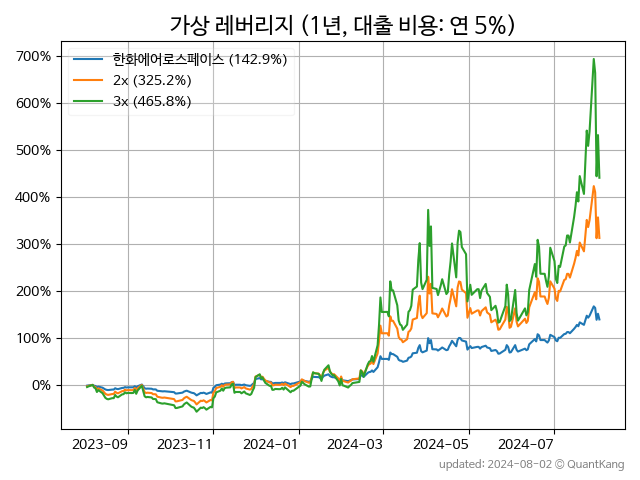 가상 레버리지 (1년, 대출 비용: 연 5%)
700%
600%
500%
400%
300%
200%
100%
0%
한화에어로스페이스 (142.9%)
2x (325.2%)
3x (465.8%)
2023-09
2023-11
2024-01
2024-03
2024-05
2024-07
updated: 2024-08-02 © QuantKang